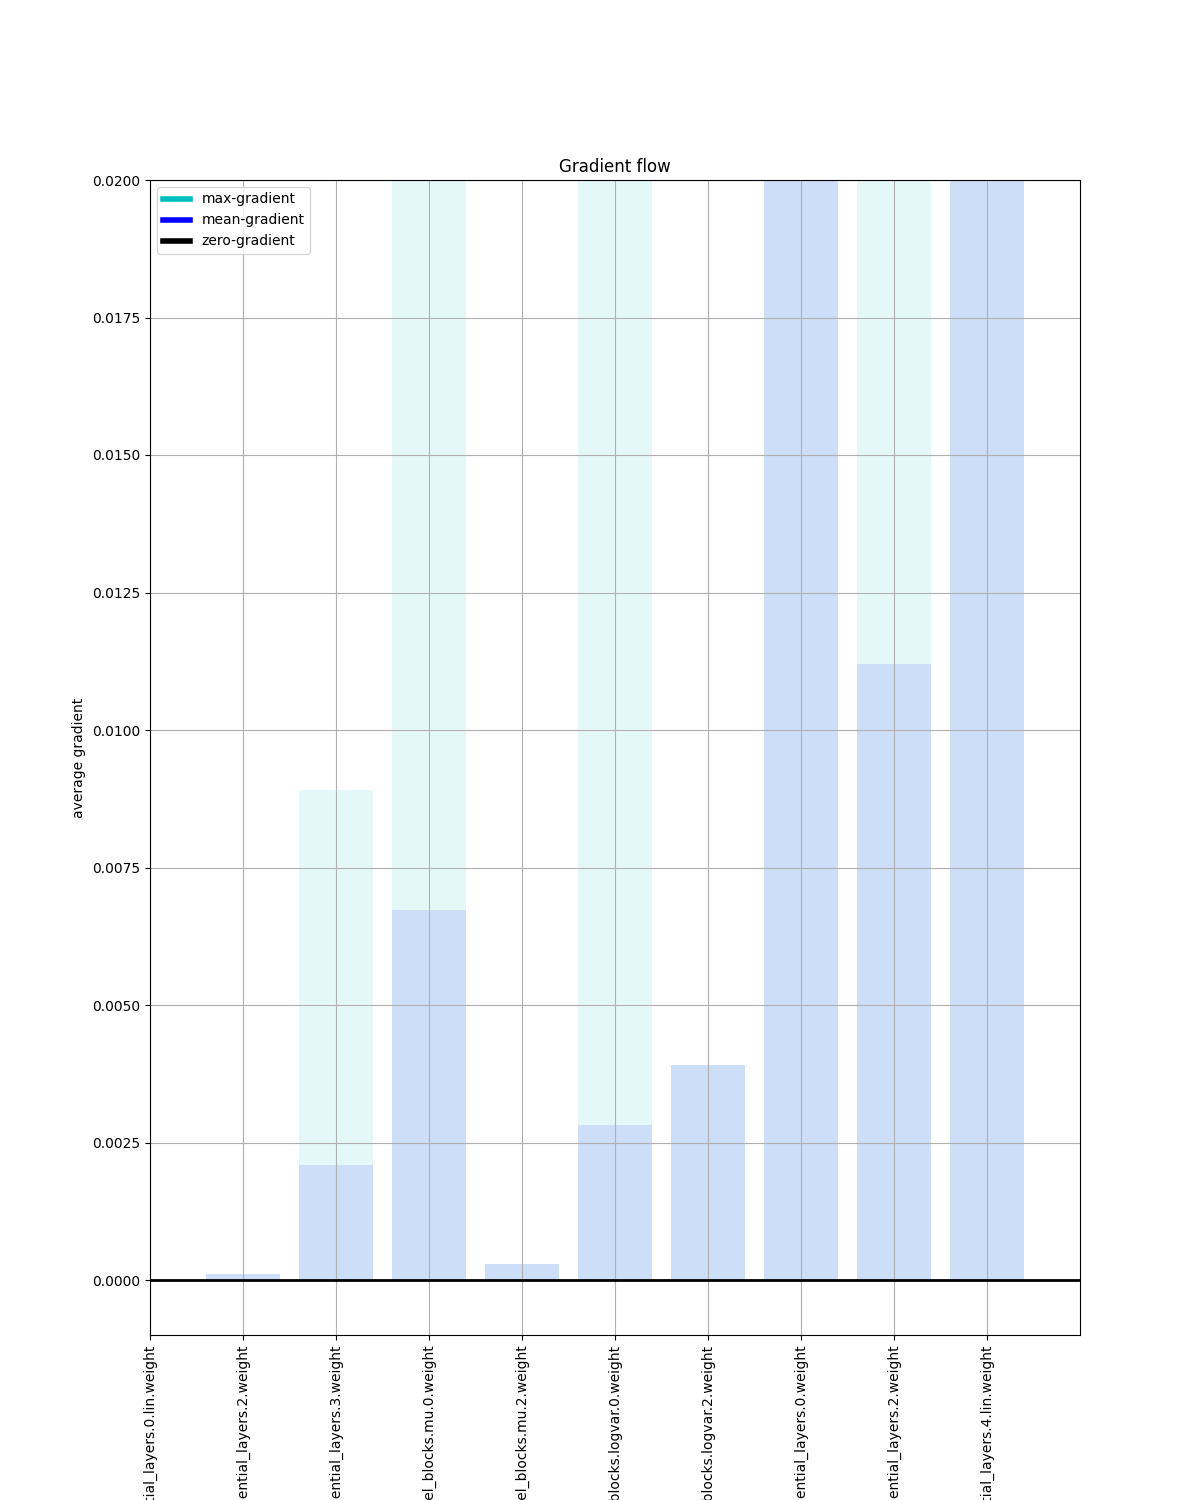 Gradient flow
max-gradient
mean-gradient
zero-gradient
0.0200
0.0175
0.0150
0.0125
0.0100
0.0075
0.0050
0.0025
0.0000
average gradient
tial_layers.0.lin.weight
ential_layers.2.weight
ential_layers.3.weight
el_blocks.mu.0.weight
el_blocks.mu.2.weight
blocks.logvar.0.weight
blocks.logvar.2.weight
ential_layers.0.weight
ential_layers.2.weight
tial_layers.4.lin.weight